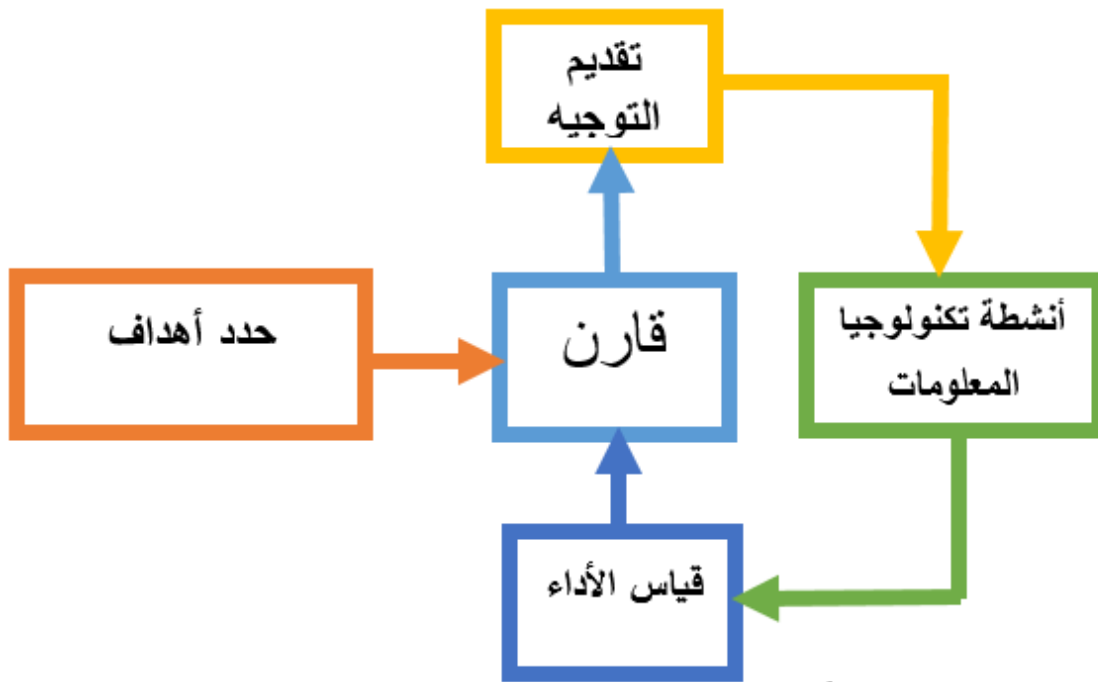 تقديم
التوجيه
حدد أهداف
قارن
أنشطة تكنولوجيا
المعلومات
قياس الأداء